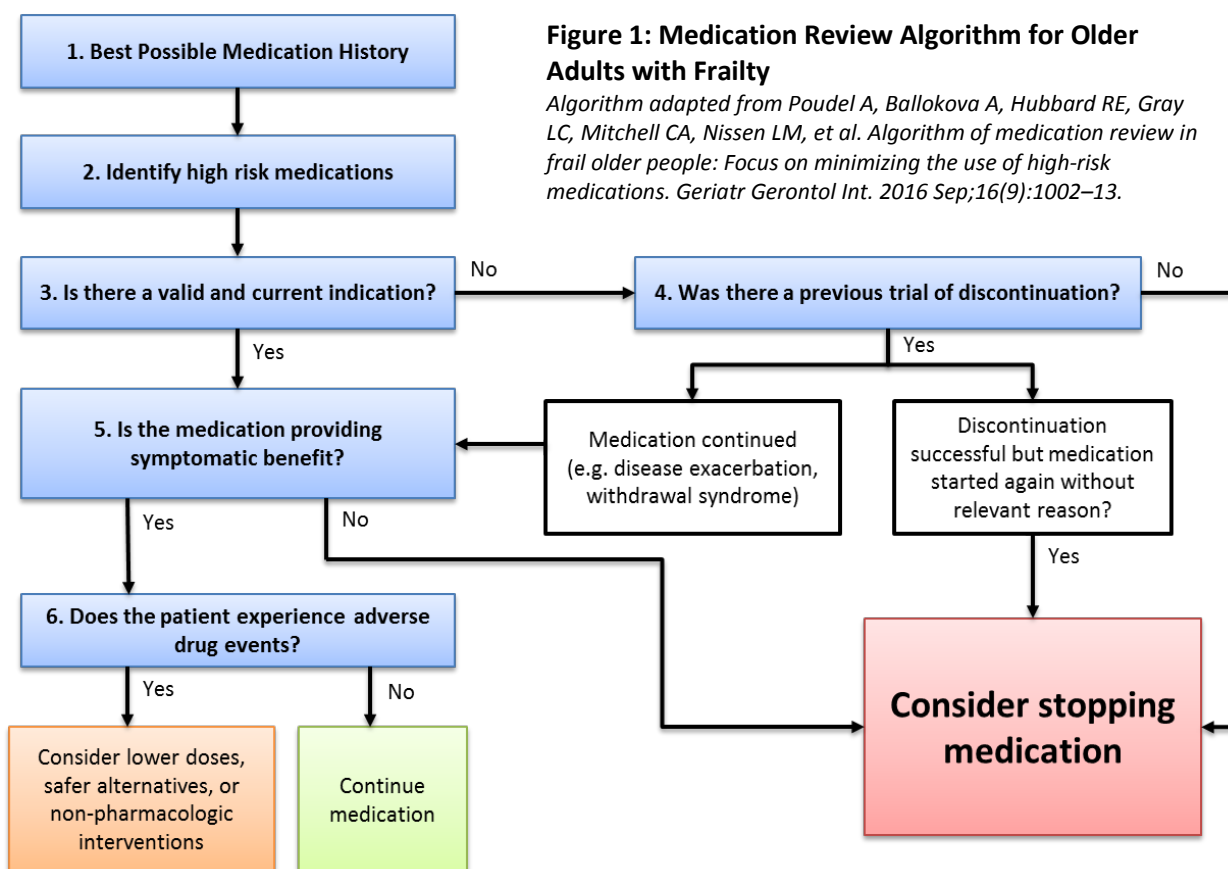 Figure 1: Medication Review Algorithm for Older
Adults with Frailty
Algorithm adapted from Poudel A, Ballokova A, Hubbard RE, Gray
LC, Mitchell CA, Nissen LM, et al. Algorithm of medication review in
frail older people: Focus on minimizing the use of high-risk
medications. Geriatr Gerontol Int. 2016 Sep;16(9):1002–13.
1. Best Possible Medication History
2. Identify high risk medications
3. Is there a valid and current indication?
No
4. Was there a previous trial of discontinuation?
No
Yes
Yes
5. Is the medication providing
symptomatic benefit?
Medication continued
(e.g. disease exacerbation,
withdrawal syndrome)
Discontinuation
successful but medication
started again without
relevant reason?
Yes
No
Yes
6. Does the patient experience adverse
drug events?
Yes
No
Consider stopping
medication
Consider lower doses,
safer alternatives, or
non-pharmacologic
interventions
Continue
medication